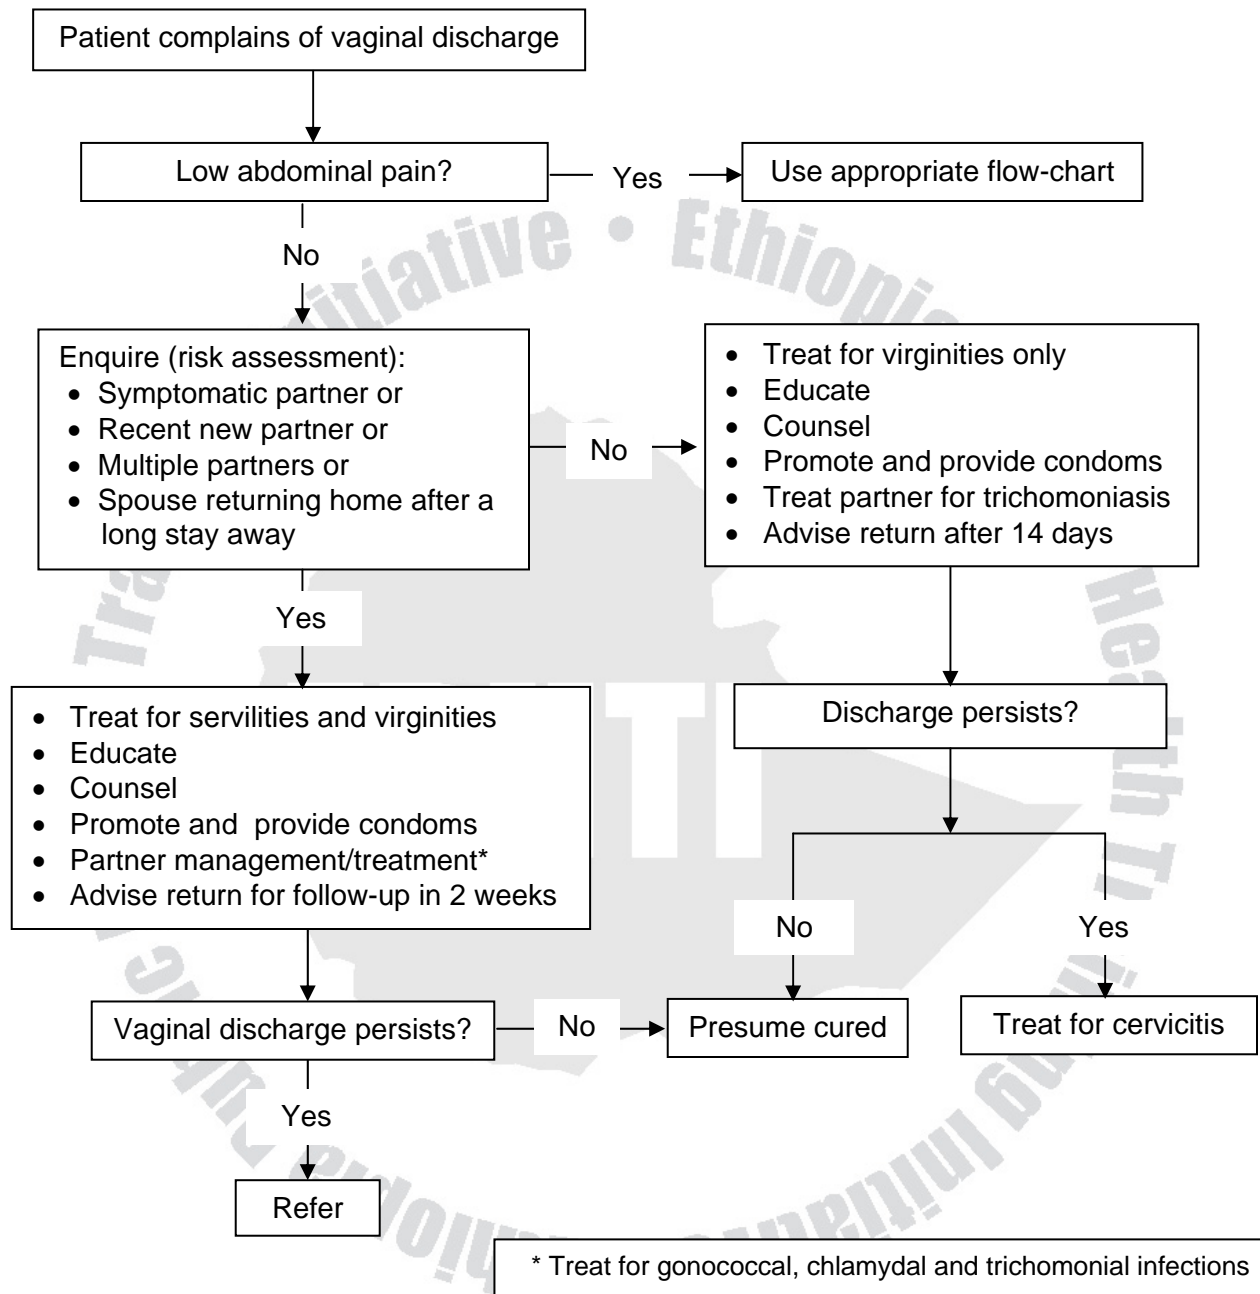 Patient complains of vaginal discharge
Low abdominal pain?
Yes
Use appropriate flow-chart
No
Enquire (risk assessment):
• Symptomatic partner or
• Recent new partner or
• Multiple partners or
• Spouse returning home after a
long stay away
No
• Treat for virginities only
• Educate
• Counsel
• Promote and provide condoms
• Treat partner for trichomoniasis
• Advise return after 14 days
Yes
• Treat for servilities and virginities
• Educate
• Counsel
• Promote and provide condoms
• Partner management/treatment*
• Advise return for follow-up in 2 weeks
Discharge persists?
No
Yes
Vaginal discharge persists?
No
Presume cured
Treat for cervicitis
Yes
Refer
* Treat for gonococcal, chlamydal and trichomonial infections